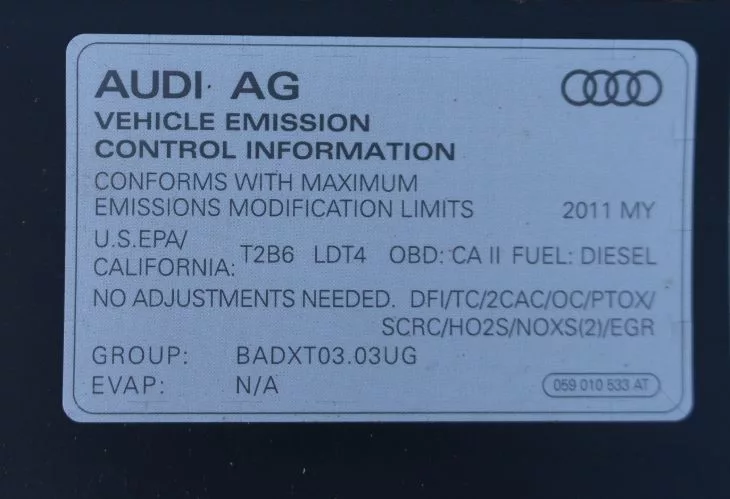 AUDI AG
VEHICLE EMISSION
CONTROL INFORMATION
CONFORMS WITH MAXIMUM
EMISSIONS MODIFICATION LIMITS 2011 MY
U.S.EPA/
CALIFORNIA: T2B6 LDT4 OBD: CA II FUEL: DIESEL
NO ADJUSTMENTS NEEDED. DFI/TC/2CAC/OC/PTOX/
SCRC/HO2S/NOXS(2)/EGR
GROUP: BADXT03.03UG
EVAP: N/A 059 010 533 AT